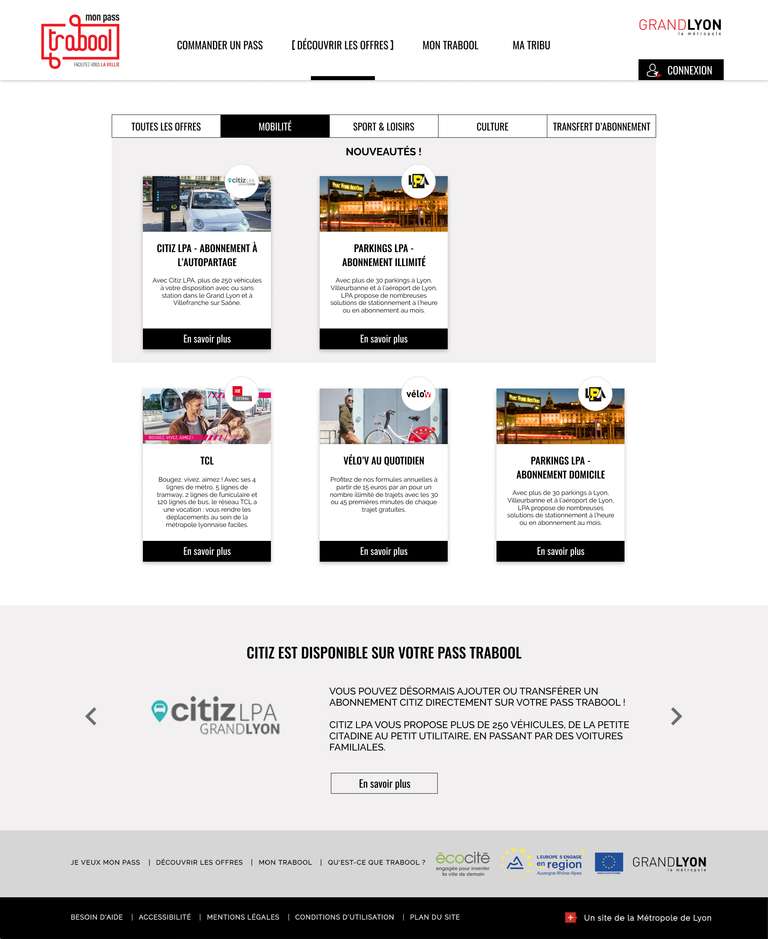 mon pass
trabool
FACILITEZ-VOUS LA VI(LL)E
COMMANDER UN PASS
[ DÉCOUVRIR LES OFFRES ]
MON TRABOOL
MA TRIBU
GRANDLYON
la métropole
CONNEXION
TOUTES LES OFFRES
MOBILITÉ
SPORT & LOISIRS
CULTURE
TRANSFERT D'ABONNEMENT
NOUVEAUTÉS !
citiz LPA
GRANDLYON
CITIZ LPA - ABONNEMENT À
L'AUTOPARTAGE
Avec Citiz LPA, plus de 250 véhicules
à votre disposition avec ou sans
station dans le Grand Lyon et à
Villefranche sur Saône.
En savoir plus
LPA
PARKINGS LPA -
ABONNEMENT ILLIMITÉ
Avec plus de 30 parkings à Lyon,
Villeurbanne et à l'aéroport de Lyon,
LPA propose de nombreuses
solutions de stationnement à l'heure
ou en abonnement au mois.
En savoir plus
BOUGEZ, VIVEZ, AIMEZ !
TCL
Bougez, vivez, aimez ! Avec ses 4
lignes de métro, 5 lignes de
tramway, 2 lignes de funiculaire et
120 lignes de bus, le réseau TCL a
une vocation : vous rendre les
déplacements au sein de la
métropole lyonnaise faciles.
En savoir plus
vélo'v
VÉLO'V AU QUOTIDIEN
Profitez de nos formules annuelles à
partir de 15 euros par an pour un
nombre illimité de trajets avec les 30
ou 45 premières minutes de chaque
trajet gratuites.
En savoir plus
LPA
PARKINGS LPA -
ABONNEMENT DOMICILE
Avec plus de 30 parkings à Lyon,
Villeurbanne et à l'aéroport de Lyon,
LPA propose de nombreuses
solutions de stationnement à l'heure
ou en abonnement au mois.
En savoir plus
CITIZ EST DISPONIBLE SUR VOTRE PASS TRABOOL
citiz LPA
GRANDLYON
VOUS POUVEZ DÉSORMAIS AJOUTER OU TRANSFÉRER UN
ABONNEMENT CITIZ DIRECTEMENT SUR VOTRE PASS TRABOOL !
CITIZ LPA VOUS PROPOSE PLUS DE 250 VÉHICULES, DE LA PETITE
CITADINE AU PETIT UTILITAIRE, EN PASSANT PAR DES VOITURES
FAMILIALES.
En savoir plus
JE VEUX MON PASS | DÉCOUVRIR LES OFFRES | MON TRABOOL | QU'EST-CE QUE TRABOOL ?
écocité
engagée pour inventer
la ville de demain
L'EUROPE S'ENGAGE
en region
Auvergne-Rhône-Alpes
GRANDLYON
la métropole
BESOIN D'AIDE | ACCESSIBILITÉ | MENTIONS LÉGALES | CONDITIONS D'UTILISATION | PLAN DU SITE
Un site de la Métropole de Lyon